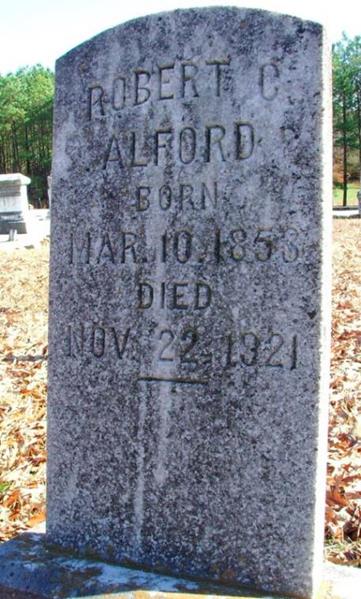 ROBERT C
ALFORD
BORN
MAR. 10. 1853
DIED
NOV. 22. 1921